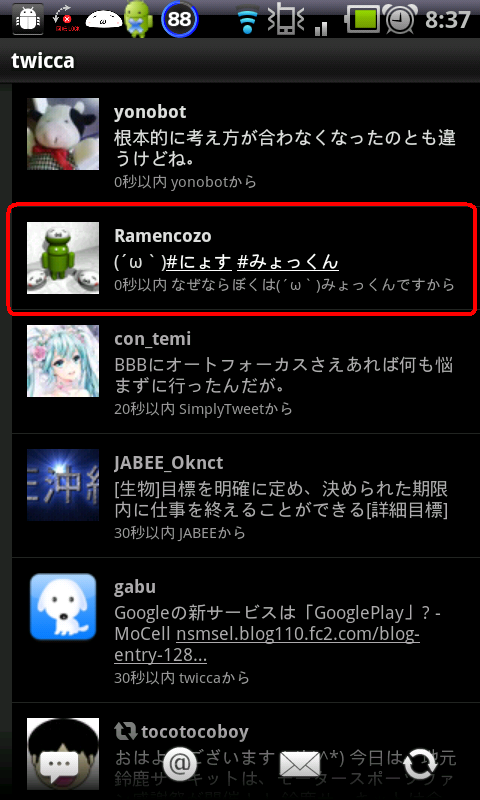 88
8:37
twicca
yonobot
根本的に考え方が合わなくなったのとも違
うけどね。
0秒以内 yonobotから
Ramencozo
(´ω｀)#にょす #みょっくん
0秒以内 なぜならぼくは(´ω｀)みょっくんですから
con_temi
BBBにオートフォーカスさえあれば何も悩
まずに行ったんだが。
20秒以内 SimplyTweetから
JABEE_Oknct
[生物]目標を明確に定め、決められた期限
内に仕事を終えることができる[詳細目標]
30秒以内 JABEEから
gabu
Googleの新サービスは「GooglePlay」? -
MoCell nsmsel.blog110.fc2.com/blog-
entry-128...
30秒以内 twiccaから
tocotocoboy
おはよ ございます ^*) 今日は 地元
鈴鹿サーキットは、モータースポーツファ